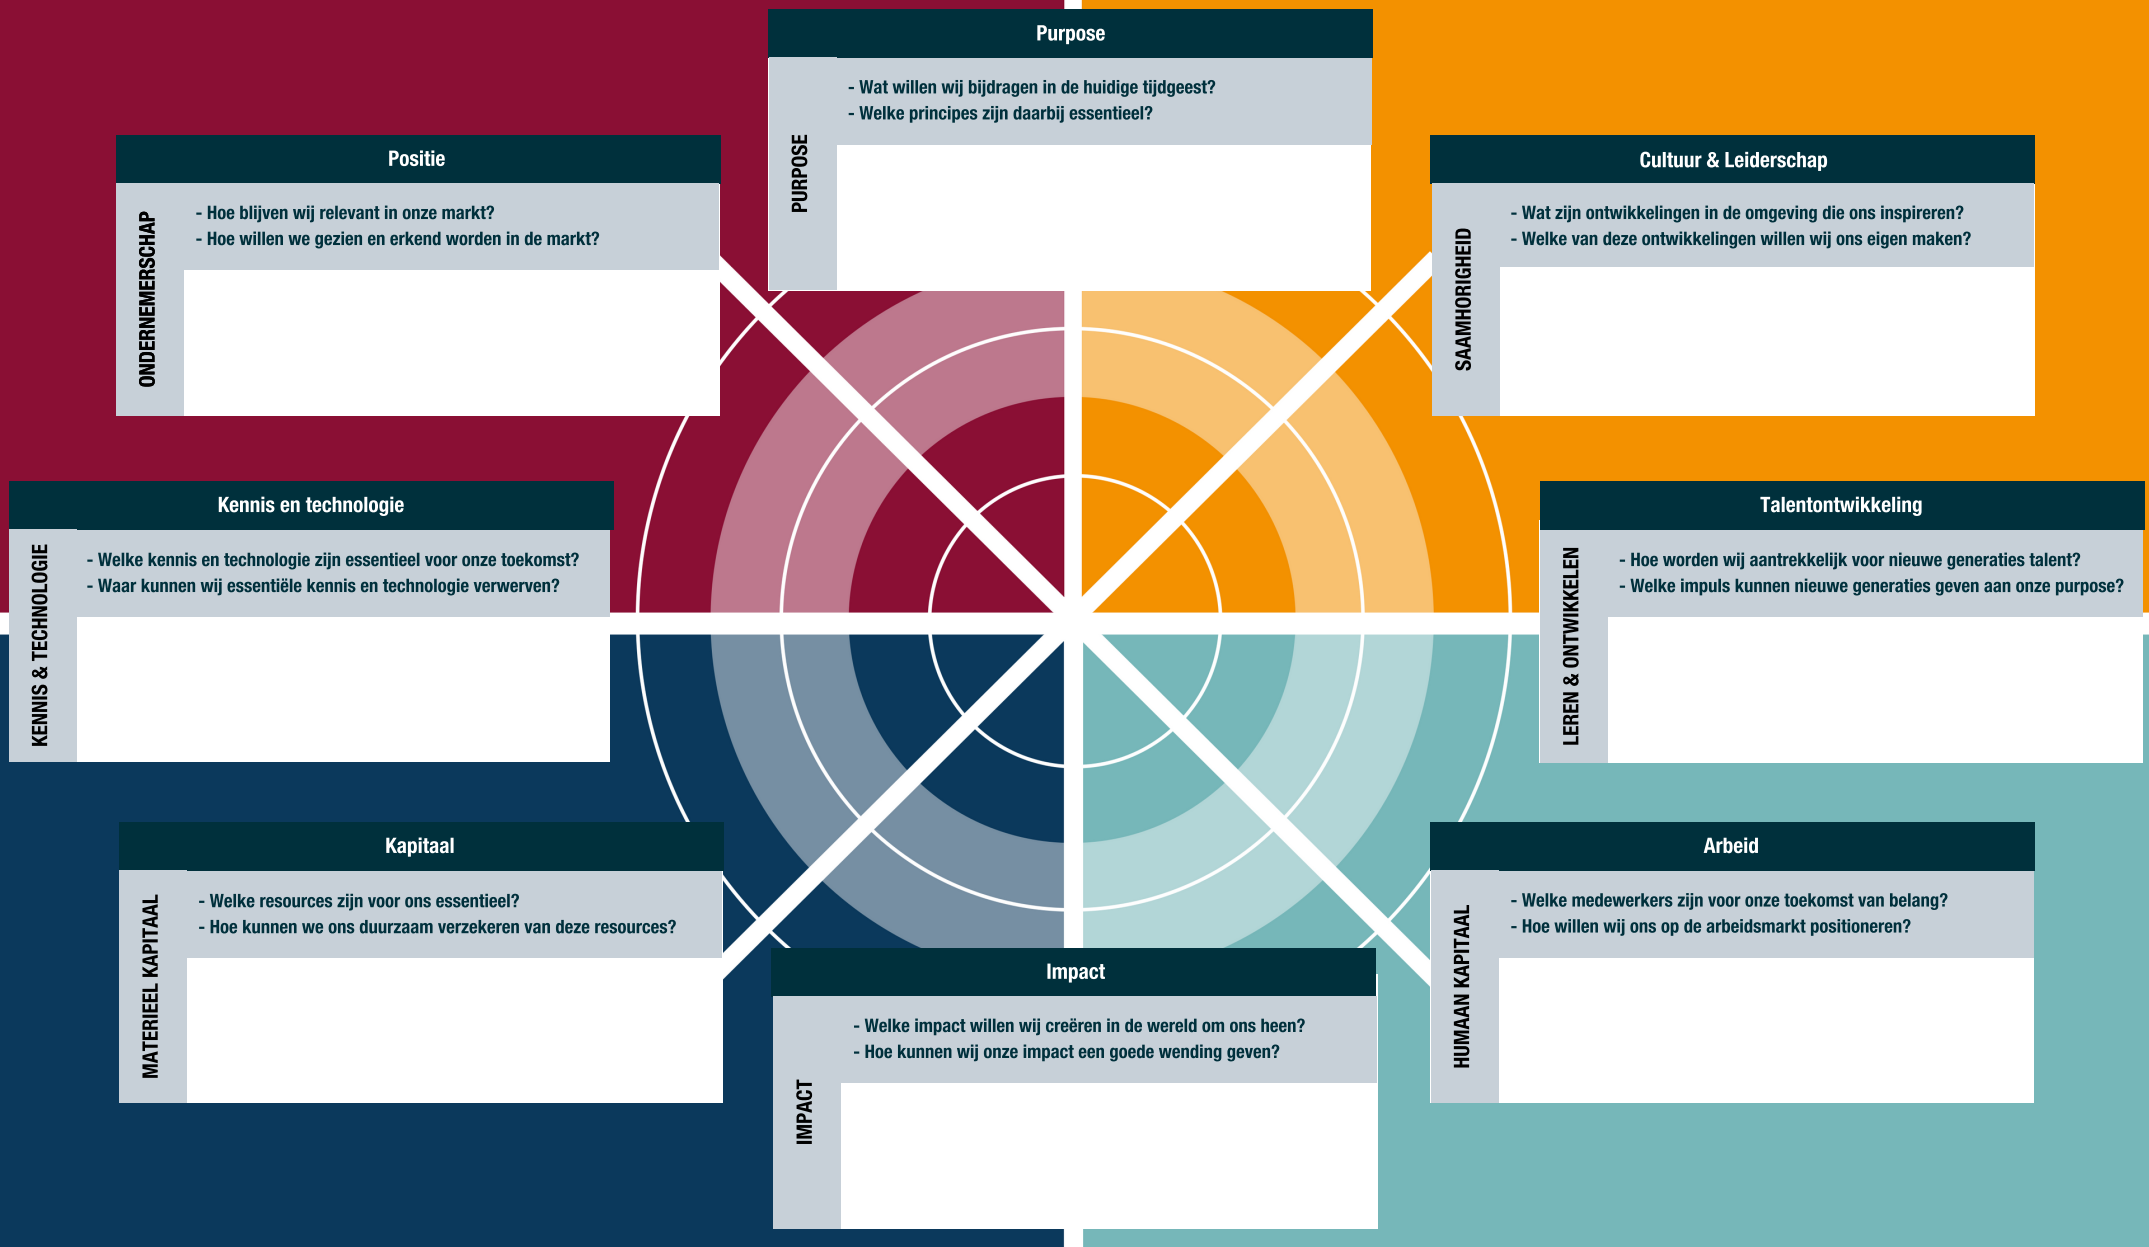 Purpose
PURPOSE
- Wat willen wij bijdragen in de huidige tijdgeest?
- Welke principes zijn daarbij essentieel?
Positie
ONDERNEMERSCHAP
- Hoe blijven wij relevant in onze markt?
- Hoe willen we gezien en erkend worden in de markt?
Cultuur & Leiderschap
SAAMHORIGHEID
- Wat zijn ontwikkelingen in de omgeving die ons inspireren?
- Welke van deze ontwikkelingen willen wij ons eigen maken?
Kennis en technologie
KENNIS & TECHNOLOGIE
- Welke kennis en technologie zijn essentieel voor onze toekomst?
- Waar kunnen wij essentiële kennis en technologie verwerven?
Talentontwikkeling
LEREN & ONTWIKKELEN
- Hoe worden wij aantrekkelijk voor nieuwe generaties talent?
- Welke impuls kunnen nieuwe generaties geven aan onze purpose?
Kapitaal
MATERIEEL KAPITAAL
- Welke resources zijn voor ons essentieel?
- Hoe kunnen we ons duurzaam verzekeren van deze resources?
Arbeid
HUMAAN KAPITAAL
- Welke medewerkers zijn voor onze toekomst van belang?
- Hoe willen wij ons op de arbeidsmarkt positioneren?
Impact
IMPACT
- Welke impact willen wij creëren in de wereld om ons heen?
- Hoe kunnen wij onze impact een goede wending geven?